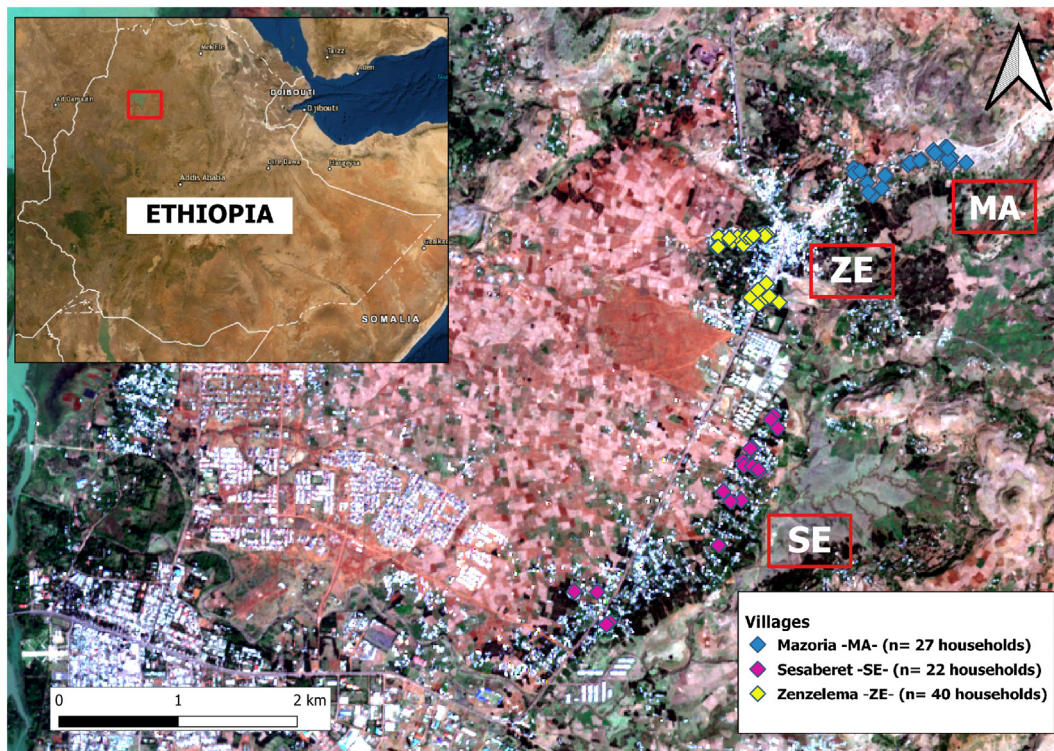 Mek'ele
Ta'izz
Aden
Ad Damazin
DJIBOUTI
Djibouti
Dire Dawa
Hargeysa
Addis Ababa
ETHIOPIA
SOMALIA
MA
ZE
SE
Villages
Mazoria -MA- (n= 27 households)
Sesaberet -SE- (n= 22 households)
Zenzelema -ZE- (n= 40 households)
0 1 2 km